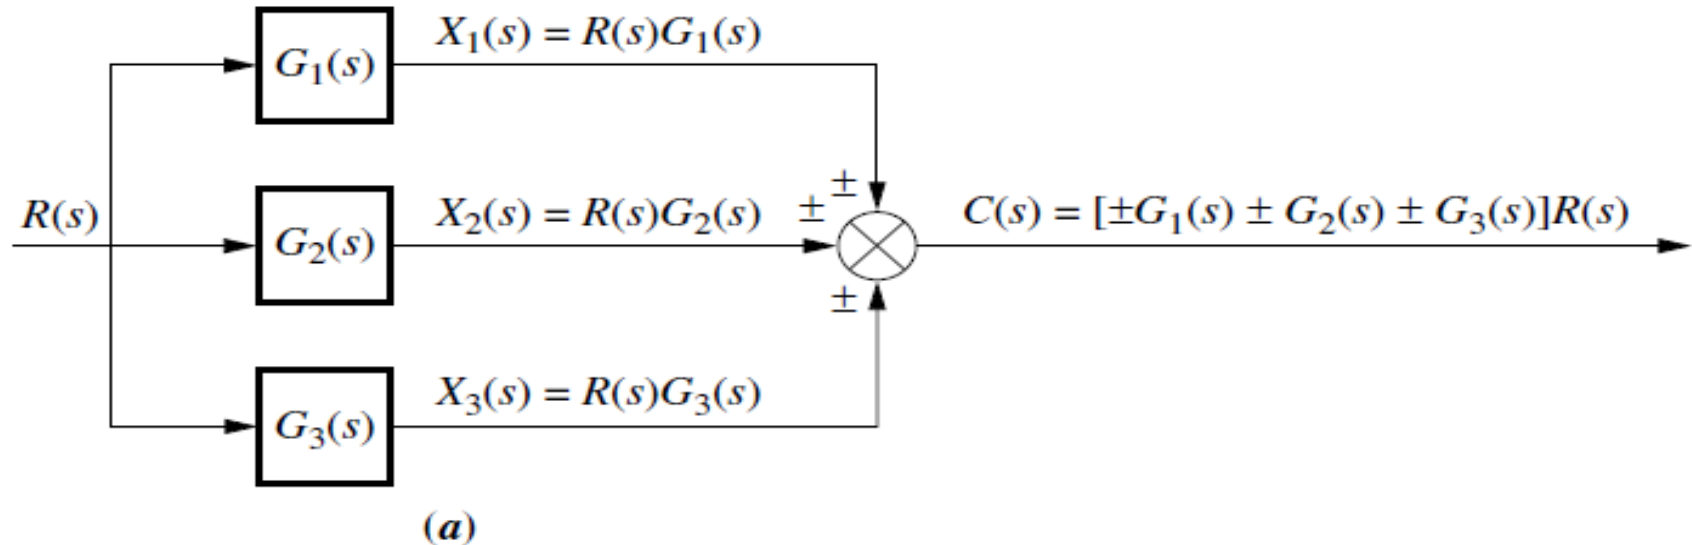 X₁(s) = R(s)G₁(s)
G₁(s)
±
R(s)
G₂(s)
X₂(s) = R(s)G₂(s)
±
C(s) = [±G₁(s) ± G₂(s) ± G₃(s)]R(s)
±
G₃(s)
X₃(s) = R(s)G₃(s)
(a)